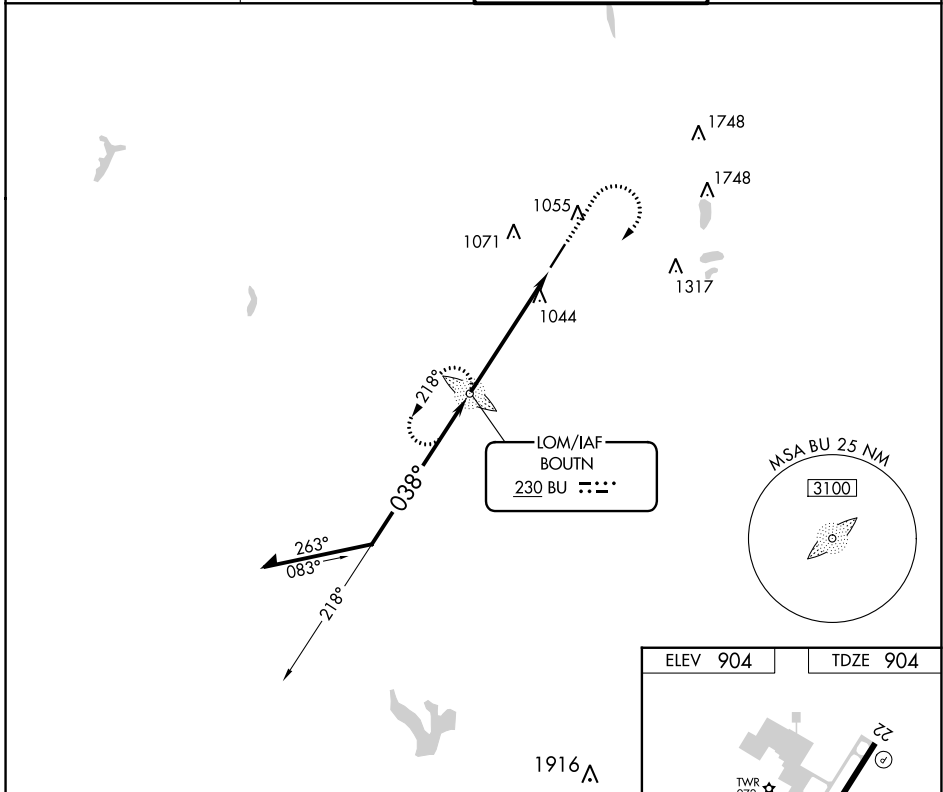 1748
1748
1055
1071
1317
1044
218°
LOM/IAF
BOUTN
230 BU
038°
MSA BU 25 NM
3100
263°
083°
218°
ELEV 904
TDZE 904
22
1916
TWR